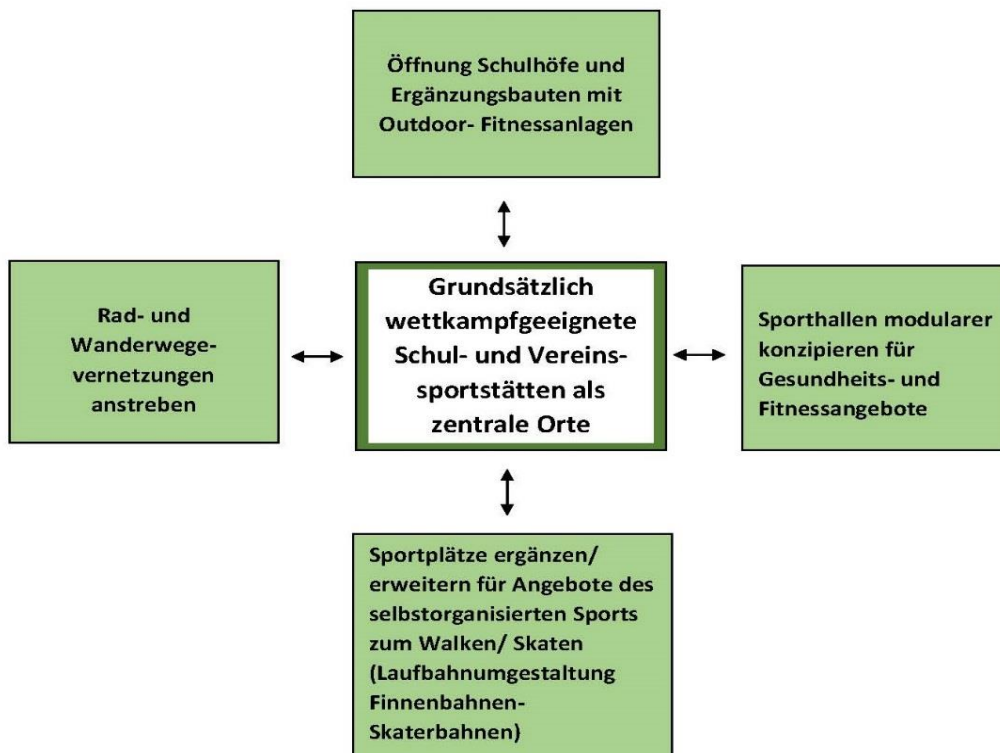 Öffnung Schulhöfe und
Ergänzungsbauten mit
Outdoor- Fitnessanlagen
Rad- und
Wanderwege-
vernetzungen
anstreben
Grundsätzlich
wettkampfgeeignete
Schul- und Vereins-
sportstätten als
zentrale Orte
Sporthallen modularer
konzipieren für
Gesundheits- und
Fitnessangebote
Sportplätze ergänzen/
erweitern für Angebote des
selbstorganisierten Sports
zum Walken/ Skaten
(Laufbahnumgestaltung
Finnenbahnen-
Skaterbahnen)